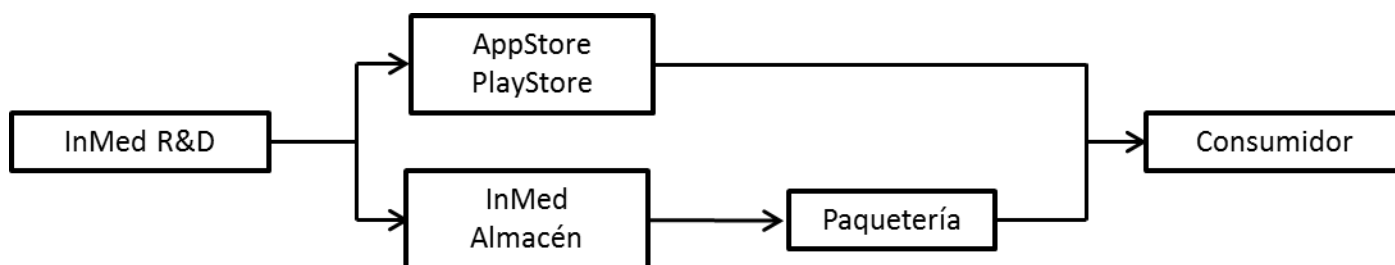 InMed R&D
AppStore
PlayStore
InMed
Almacén
Paquetería
Consumidor